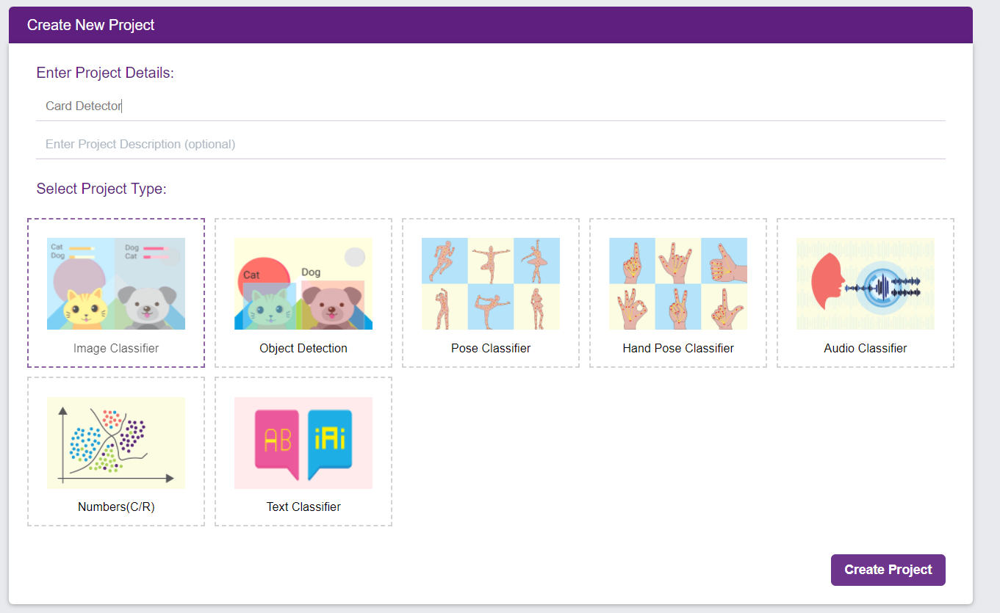 Create New Project
Enter Project Details:
Card Detector
Enter Project Description (optional)
Select Project Type:
Cat
Dog
Dog
Cat
Image Classifier
Cat
Dog
Object Detection
Pose Classifier
Hand Pose Classifier
Audio Classifier
Numbers(C/R)
AB
iAi
Text Classifier
Create Project